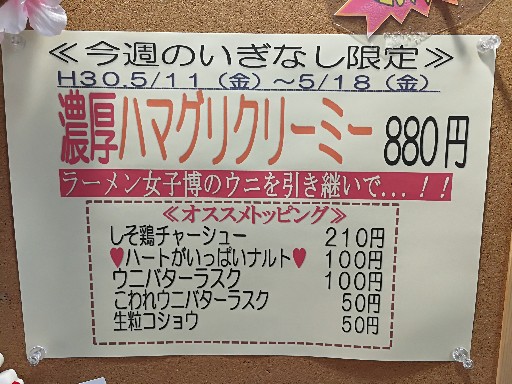 ≪今週のいぎなし限定≫
H30.5/11（金）～5/18（金）
濃厚ハマグリクリーミー 880円
ラーメン女子博のウニを引き継いで...！！
≪オススメトッピング≫
しそ鶏チャーシュー 210円
♥ハートがいっぱいナルト♥ 100円
ウニバターラスク 100円
こわれウニバターラスク 50円
生粒コショウ 50円